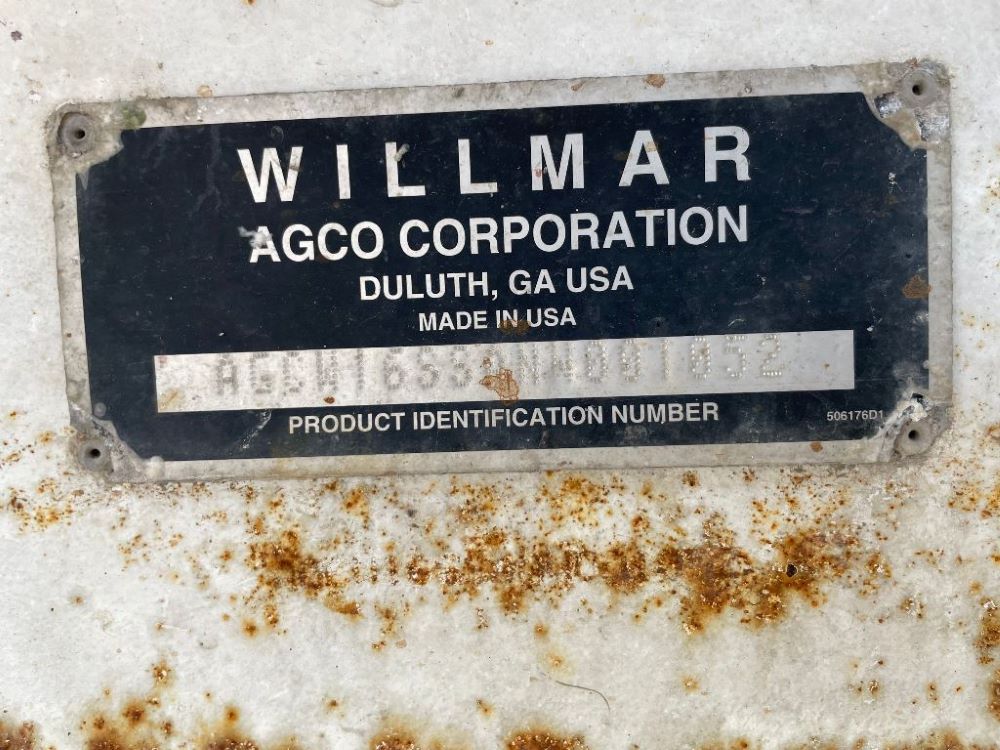 WILLMAR
AGCO CORPORATION
DULUTH, GA USA
MADE IN USA
PRODUCT IDENTIFICATION NUMBER
506176D1